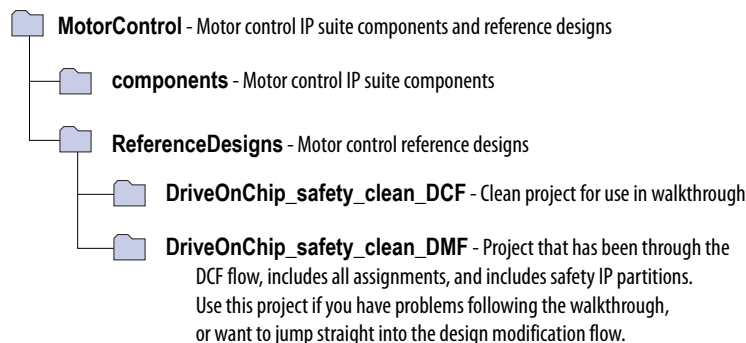 MotorControl - Motor control IP suite components and reference designs
components - Motor control IP suite components
ReferenceDesigns - Motor control reference designs
DriveOnChip_safety_clean_DCF - Clean project for use in walkthrough
DriveOnChip_safety_clean_DMF - Project that has been through the
DCF flow, includes all assignments, and includes safety IP partitions.
Use this project if you have problems following the walkthrough,
or want to jump straight into the design modification flow.